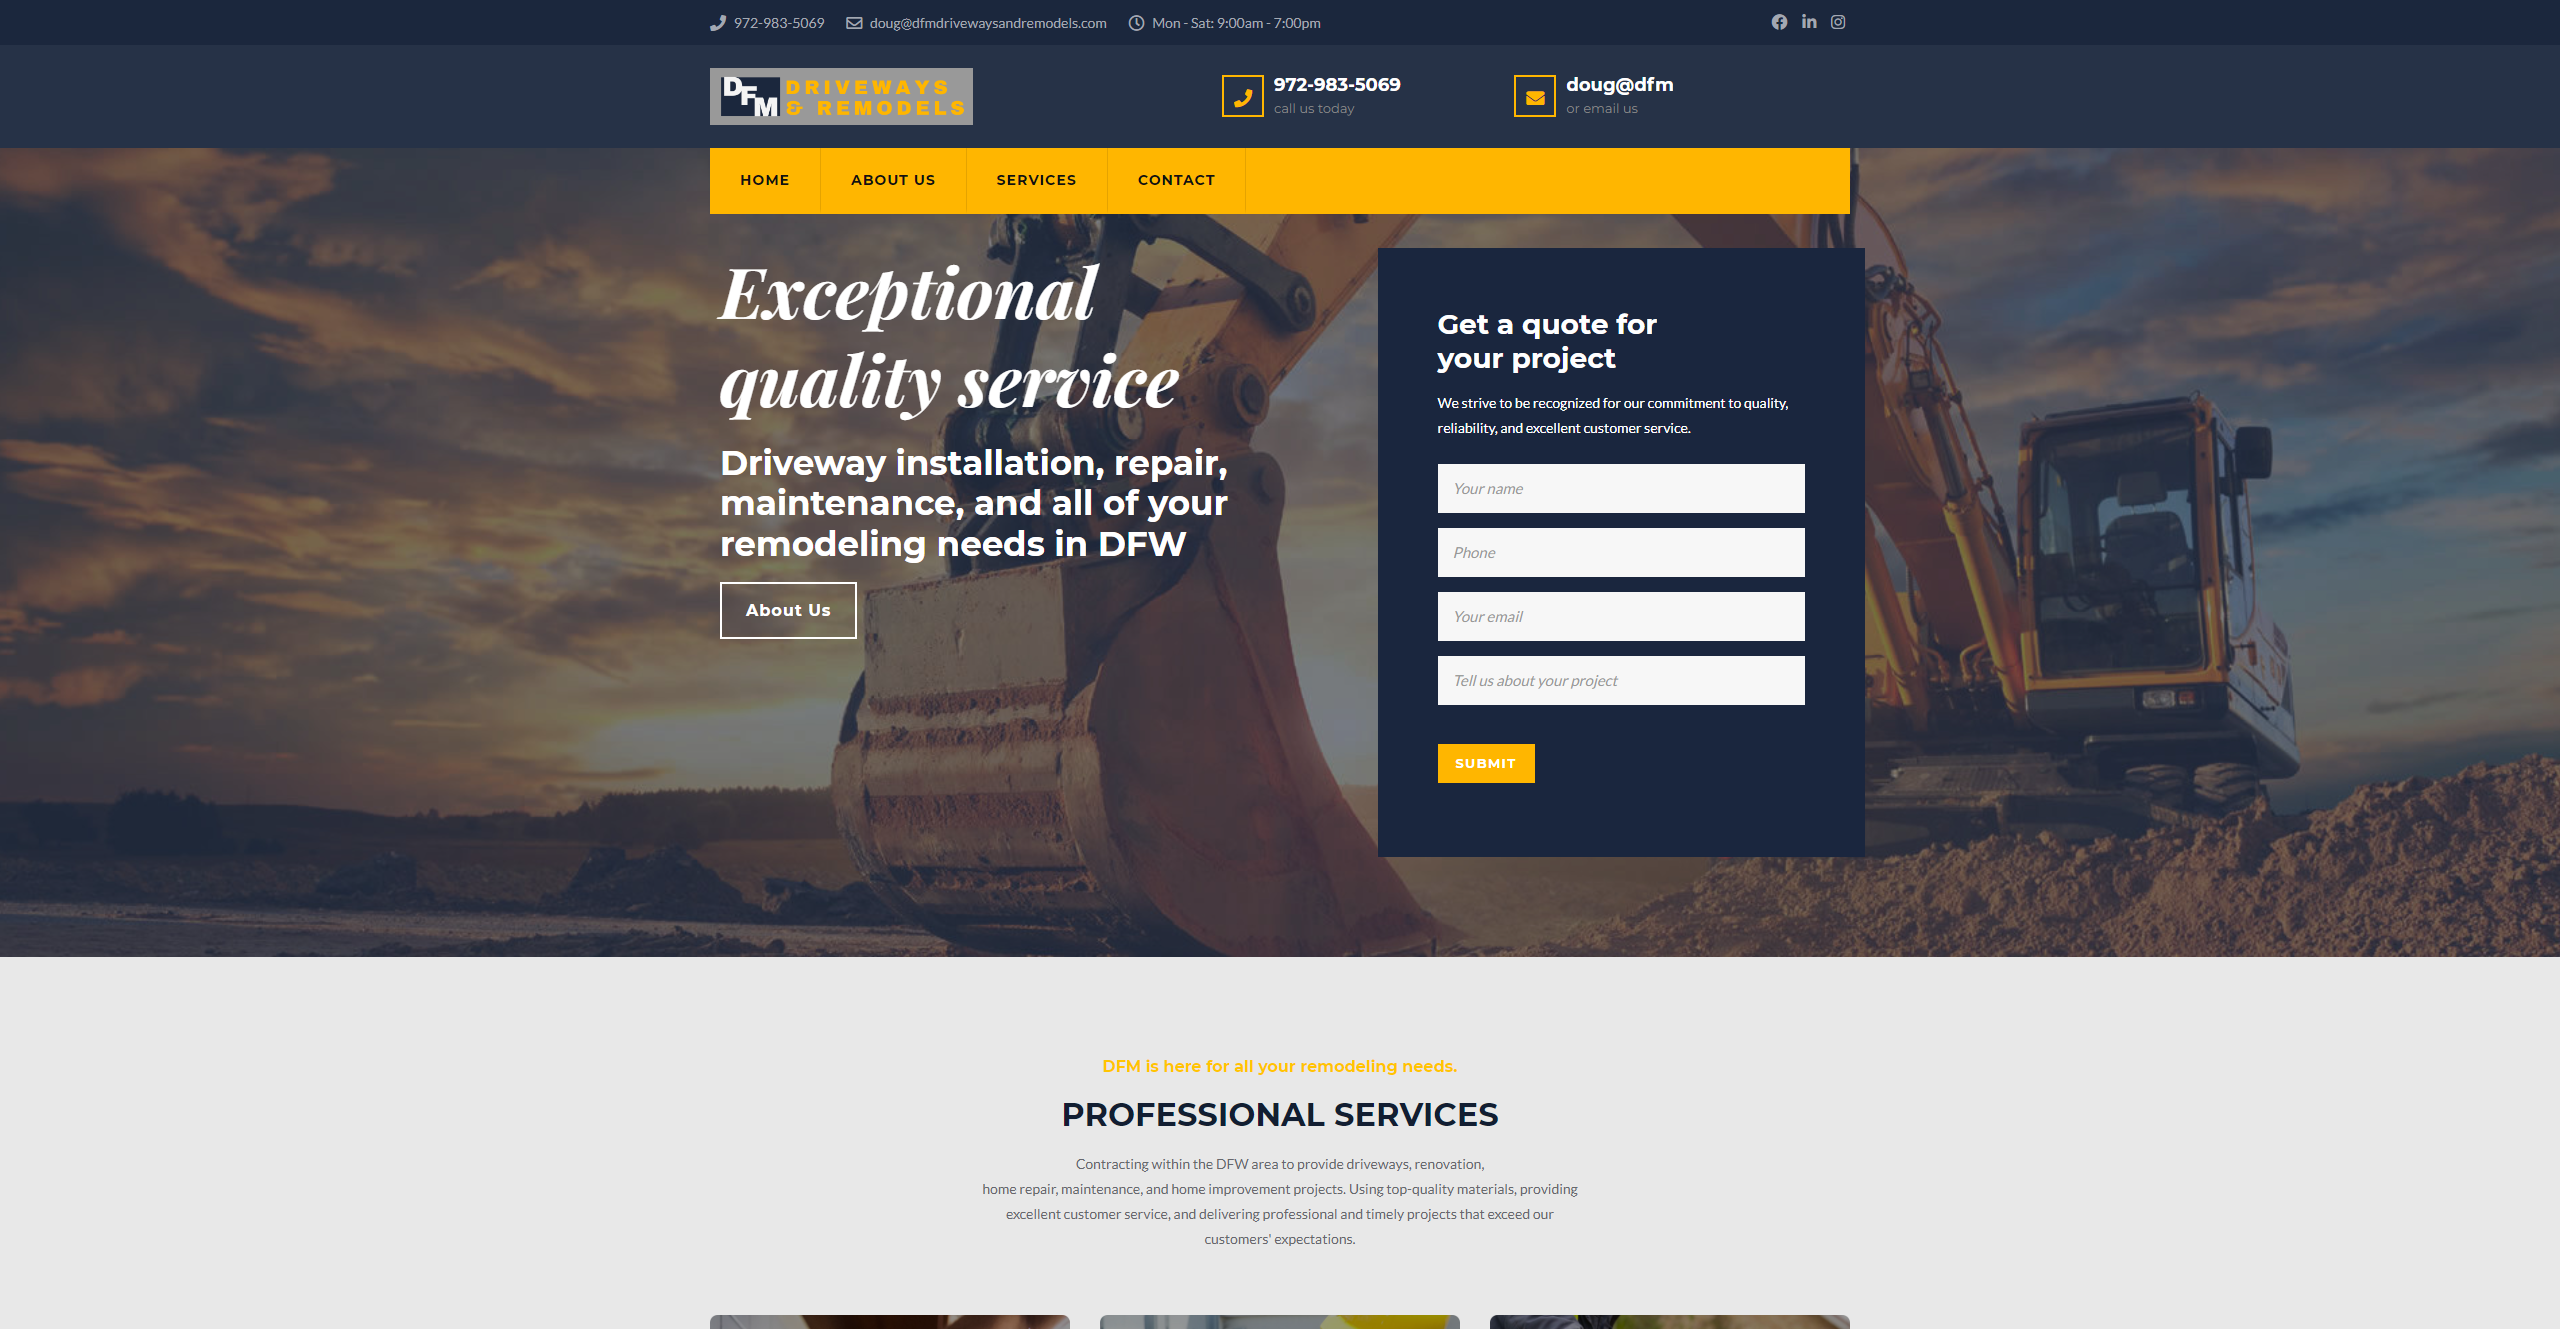 972-983-5069
doug@dfmdrivewaysandremodels.com
Mon - Sat: 9:00am - 7:00pm
DFM DRIVEWAYS
& REMODELS
972-983-5069
call us today
doug@dfm
or email us
HOME
ABOUT US
SERVICES
CONTACT
Exceptional
quality service
Driveway installation, repair,
maintenance, and all of your
remodeling needs in DFW
About Us
Get a quote for
your project
We strive to be recognized for our commitment to quality,
reliability, and excellent customer service.
Your name
Phone
Your email
Tell us about your project
SUBMIT
DFM is here for all your remodeling needs.
PROFESSIONAL SERVICES
Contracting within the DFW area to provide driveways, renovation,
home repair, maintenance, and home improvement projects. Using top-quality materials, providing
excellent customer service, and delivering professional and timely projects that exceed our
customers' expectations.